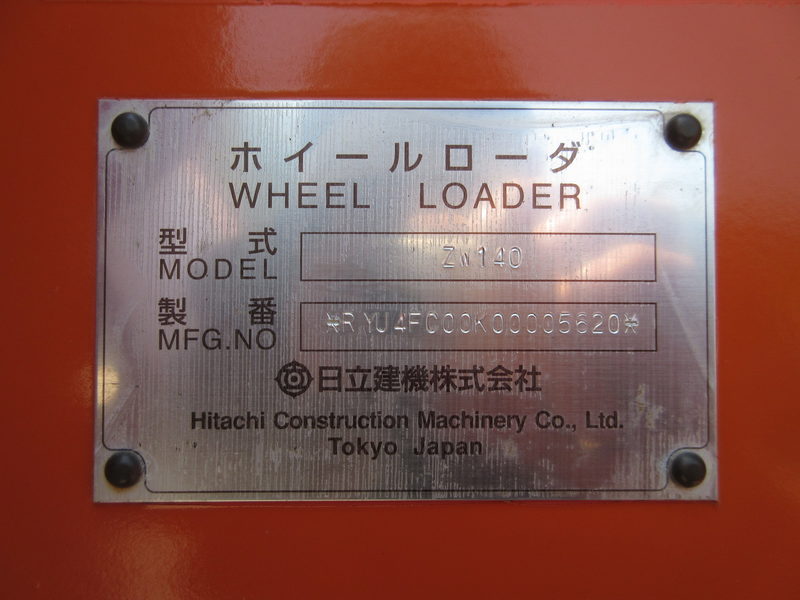 ホイールローダ
WHEEL LOADER
型式 ZW140
MODEL
製番 *RYU4FC00K00005620*
MFG.NO
日立建機株式会社
Hitachi Construction Machinery Co., Ltd.
Tokyo Japan